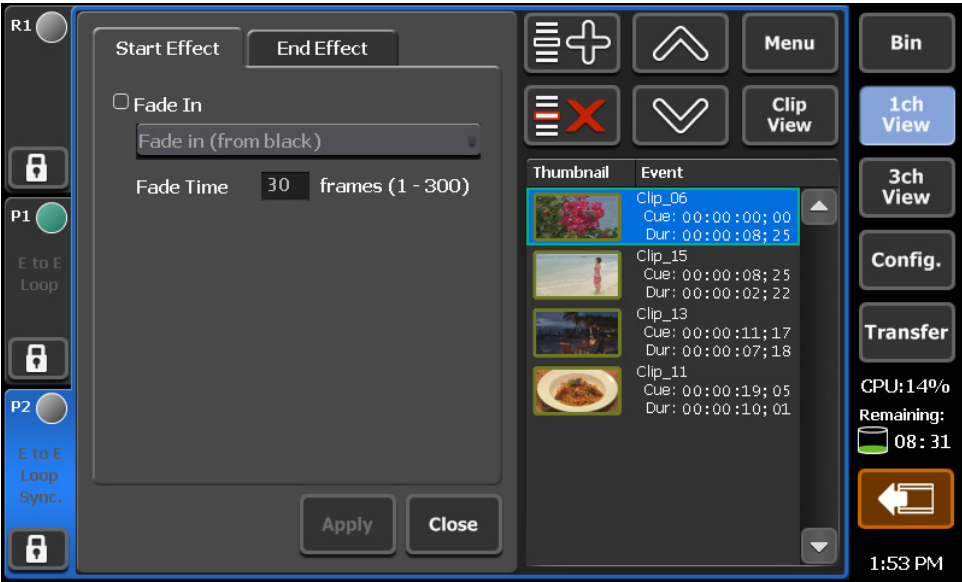 R1
P1
E to E
Loop
P2
E to E
Loop
Sync.
Start Effect
End Effect
Fade In
Fade in (from black)
Fade Time 30 frames (1 - 300)
Apply
Close
Menu
Clip
View
Thumbnail
Event
Clip_06
Cue: 00:00:00;00
Dur: 00:00:08;25
Clip_15
Cue: 00:00:08;25
Dur: 00:00:02;22
Clip_13
Cue: 00:00:11;17
Dur: 00:00:07;18
Clip_11
Cue: 00:00:19;05
Dur: 00:00:10;01
Bin
1ch
View
3ch
View
Config.
Transfer
CPU:14%
Remaining:
08:31
1:53 PM